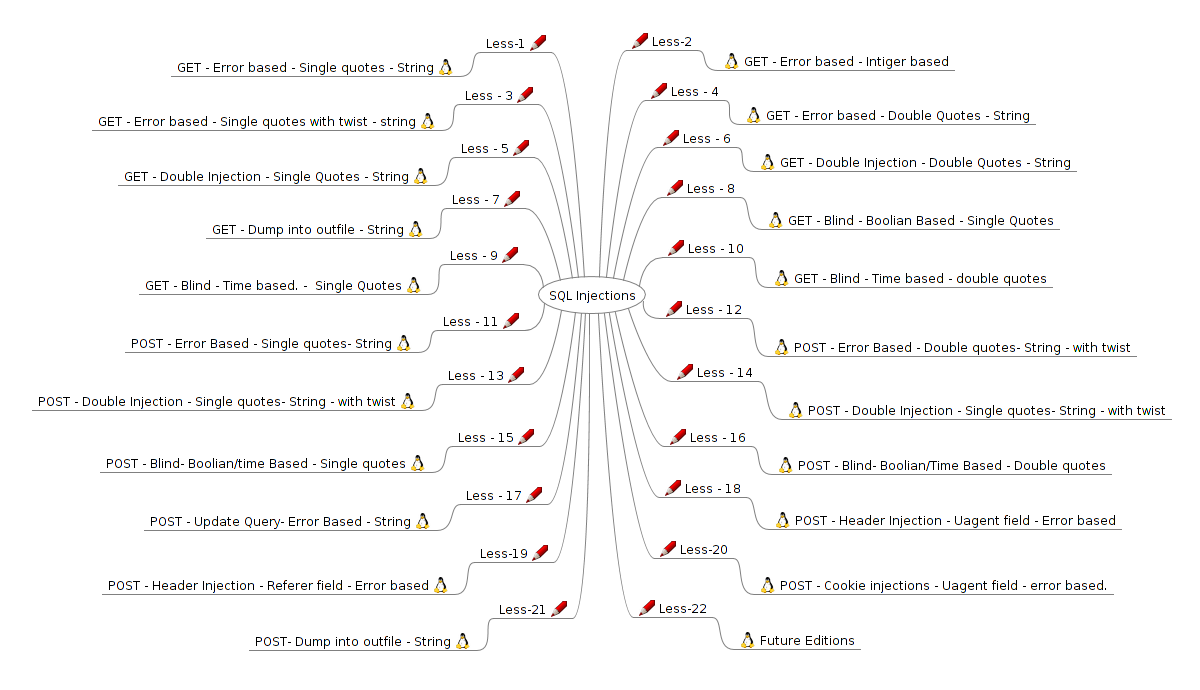 Less-1
GET - Error based - Single quotes - String
Less-2
GET - Error based - Intiger based
Less - 3
GET - Error based - Single quotes with twist - string
Less - 4
GET - Error based - Double Quotes - String
Less - 5
GET - Double Injection - Single Quotes - String
Less - 6
GET - Double Injection - Double Quotes - String
Less - 7
GET - Dump into outfile - String
Less - 8
GET - Blind - Boolian Based - Single Quotes
Less - 9
GET - Blind - Time based. -  Single Quotes
Less - 10
GET - Blind - Time based - double quotes
SQL Injections
Less - 11
POST - Error Based - Single quotes- String
Less - 12
POST - Error Based - Double quotes- String - with twist
Less - 13
POST - Double Injection - Single quotes- String - with twist
Less - 14
POST - Double Injection - Single quotes- String - with twist
Less - 15
POST - Blind- Boolian/time Based - Single quotes
Less - 16
POST - Blind- Boolian/Time Based - Double quotes
Less - 17
POST - Update Query- Error Based - String
Less - 18
POST - Header Injection - Uagent field - Error based
Less-19
POST - Header Injection - Referer field - Error based
Less-20
POST - Cookie injections - Uagent field - error based.
Less-21
POST- Dump into outfile - String
Less-22
Future Editions